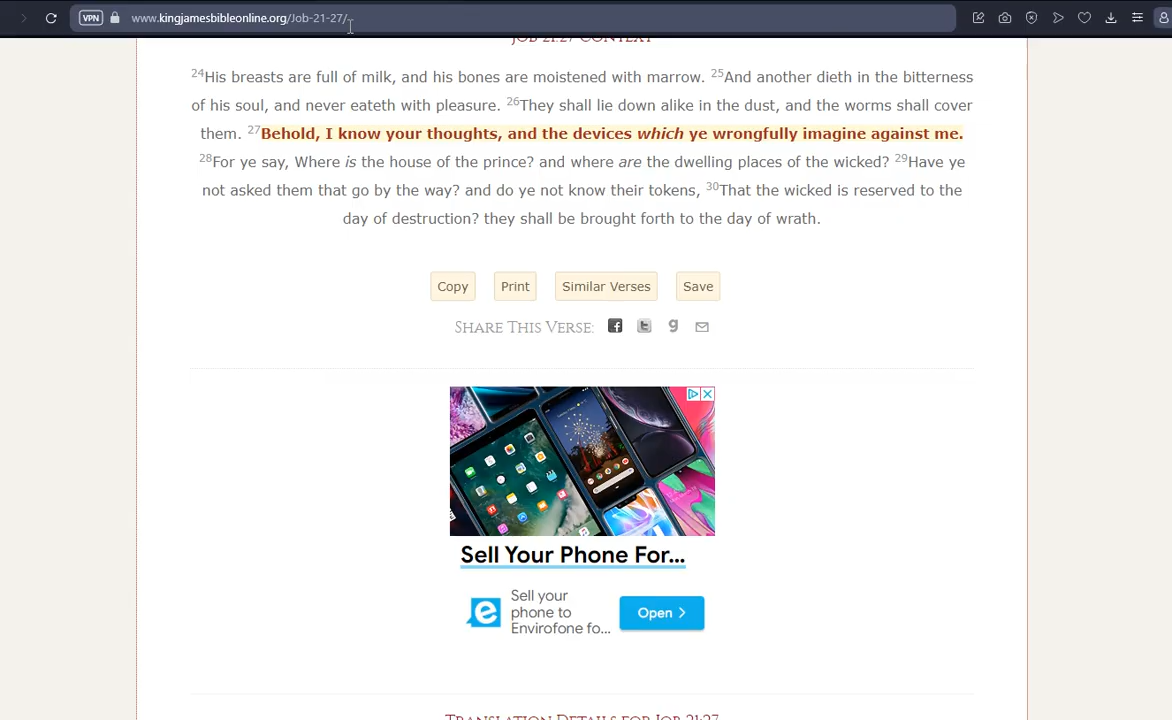 VPN www.kingjamesbibleonline.org/Job-21-27/
Job 21:27 Context
24His breasts are full of milk, and his bones are moistened with marrow. 25And another dieth in the bitterness
of his soul, and never eateth with pleasure. 26They shall lie down alike in the dust, and the worms shall cover
them. 27Behold, I know your thoughts, and the devices which ye wrongfully imagine against me.
28For ye say, Where is the house of the prince? and where are the dwelling places of the wicked? 29Have ye
not asked them that go by the way? and do ye not know their tokens, 30That the wicked is reserved to the
day of destruction? they shall be brought forth to the day of wrath.
Copy Print Similar Verses Save
Share This Verse:
Sell Your Phone For...
Sell your
phone to
Envirofone fo...
Open
Translation Details for Job 21:27